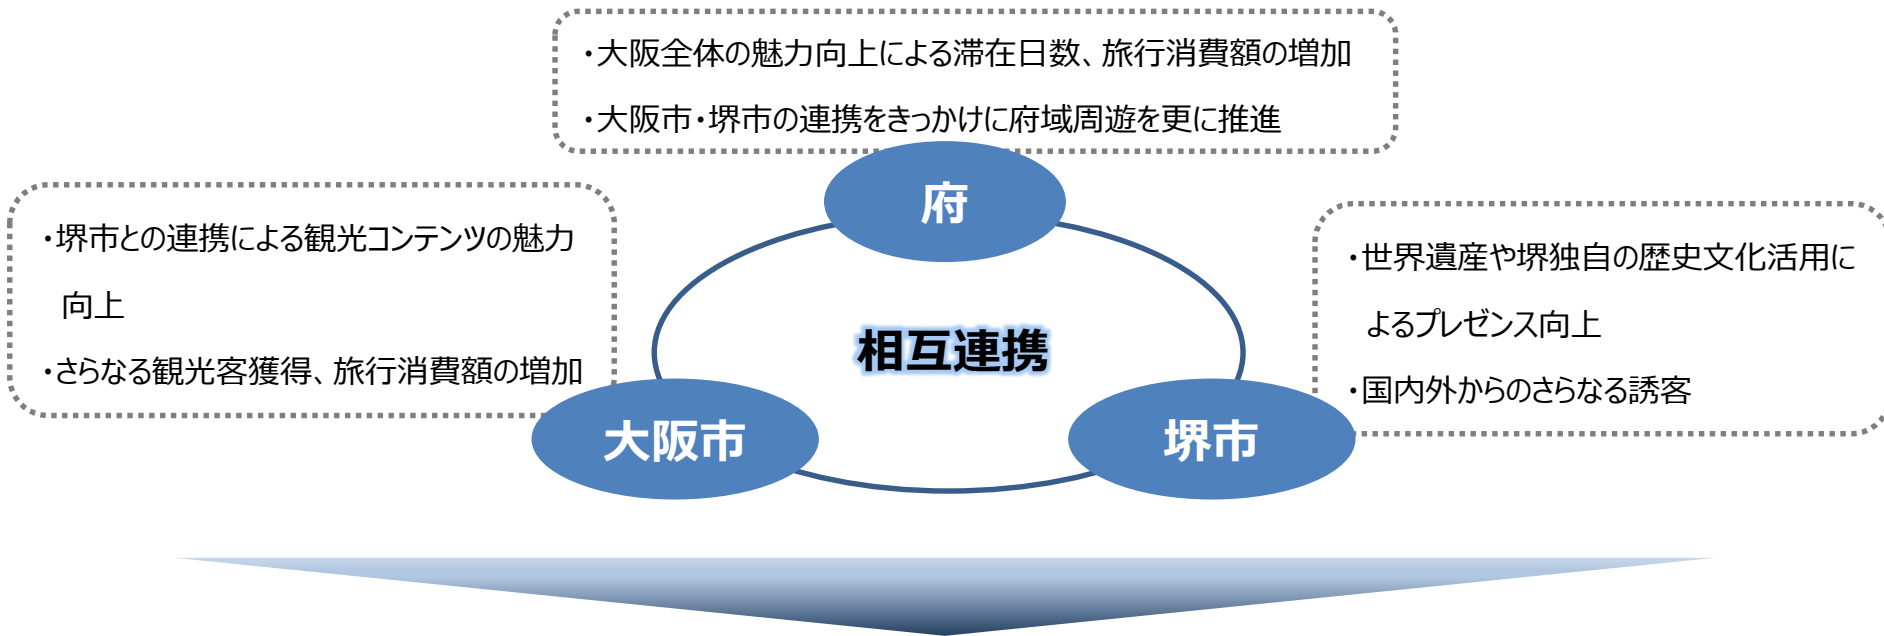 ・大阪全体の魅力向上による滞在日数、旅行消費額の増加
・大阪市・堺市の連携をきっかけに府域周遊を更に推進
府
・堺市との連携による観光コンテンツの魅力
向上
・さらなる観光客獲得、旅行消費額の増加
・世界遺産や堺独自の歴史文化活用に
よるプレゼンス向上
・国内外からのさらなる誘客
相互連携
大阪市
堺市